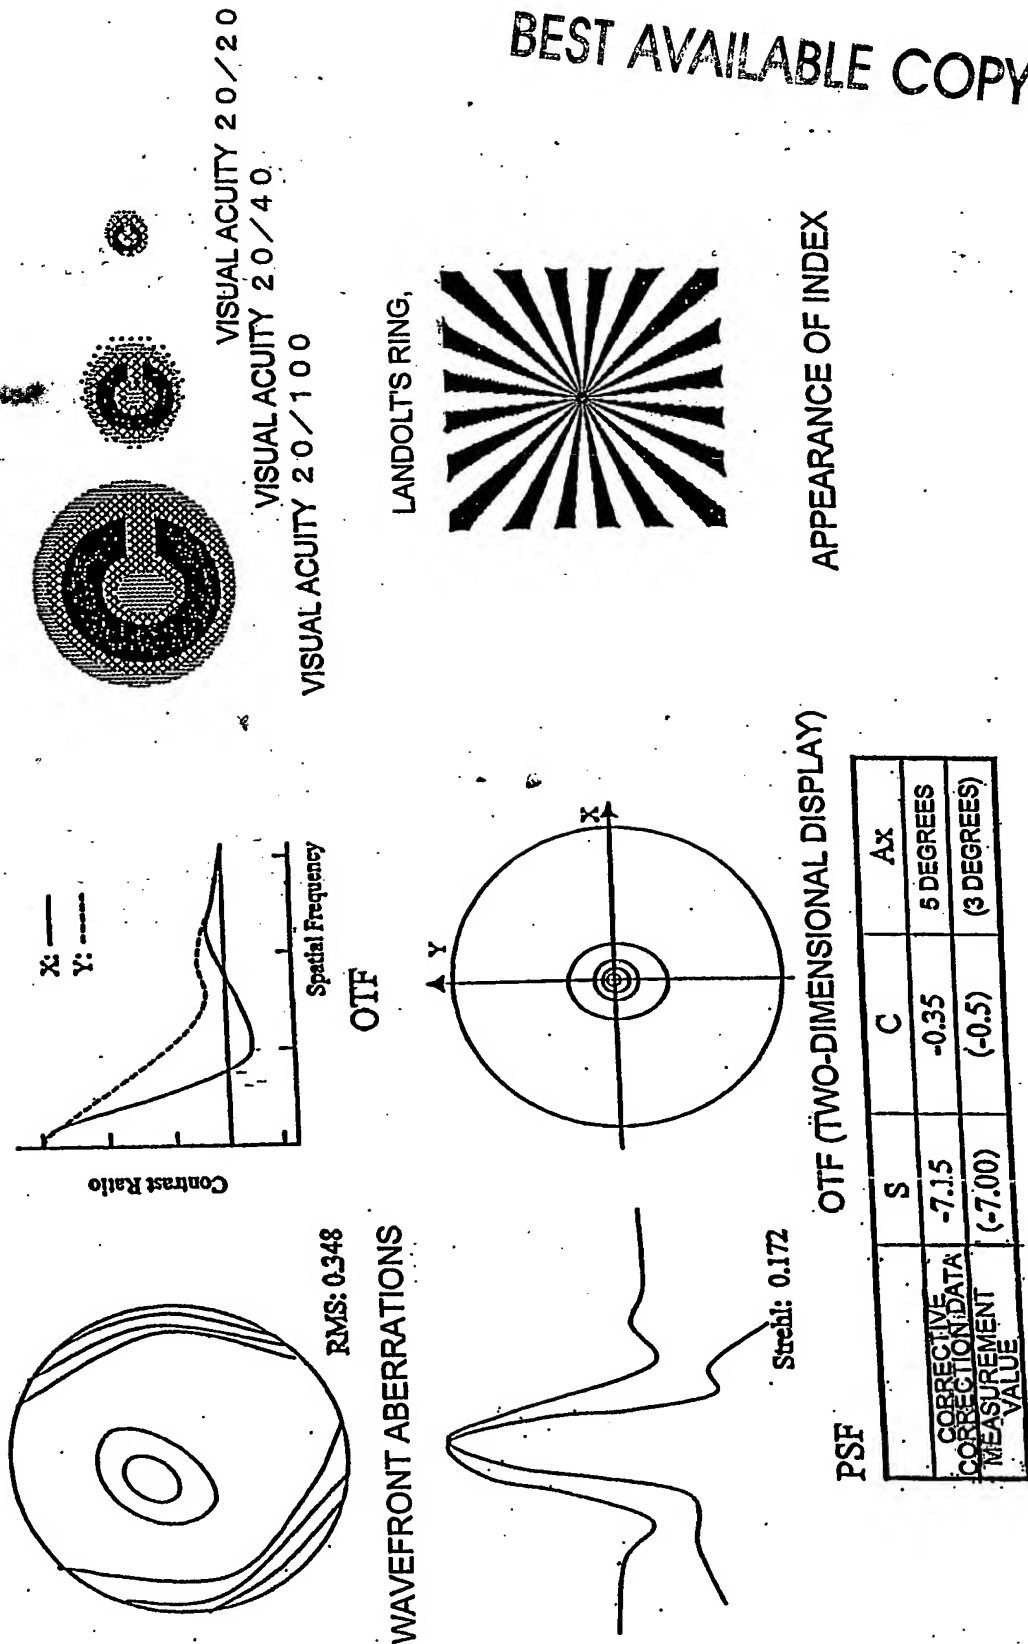 BEST AVAILABLE COPY
RMS: 0.348
WAVEFRONT ABERRATIONS
Contrast Ratio
X:
Y:
Spatial Frequency
OTF
VISUAL ACUITY 20/100
VISUAL ACUITY 20/40
VISUAL ACUITY 20/20
LANDOLT'S RING,
Strehl: 0.172
PSF
Y
X
OTF (TWO-DIMENSIONAL DISPLAY)
APPEARANCE OF INDEX
S C Ax
CORRECTIVE
CORRECTION DATA -7.15 -0.35 5 DEGREES
MEASUREMENT
VALUE (-7.00) (-0.5) (3 DEGREES)